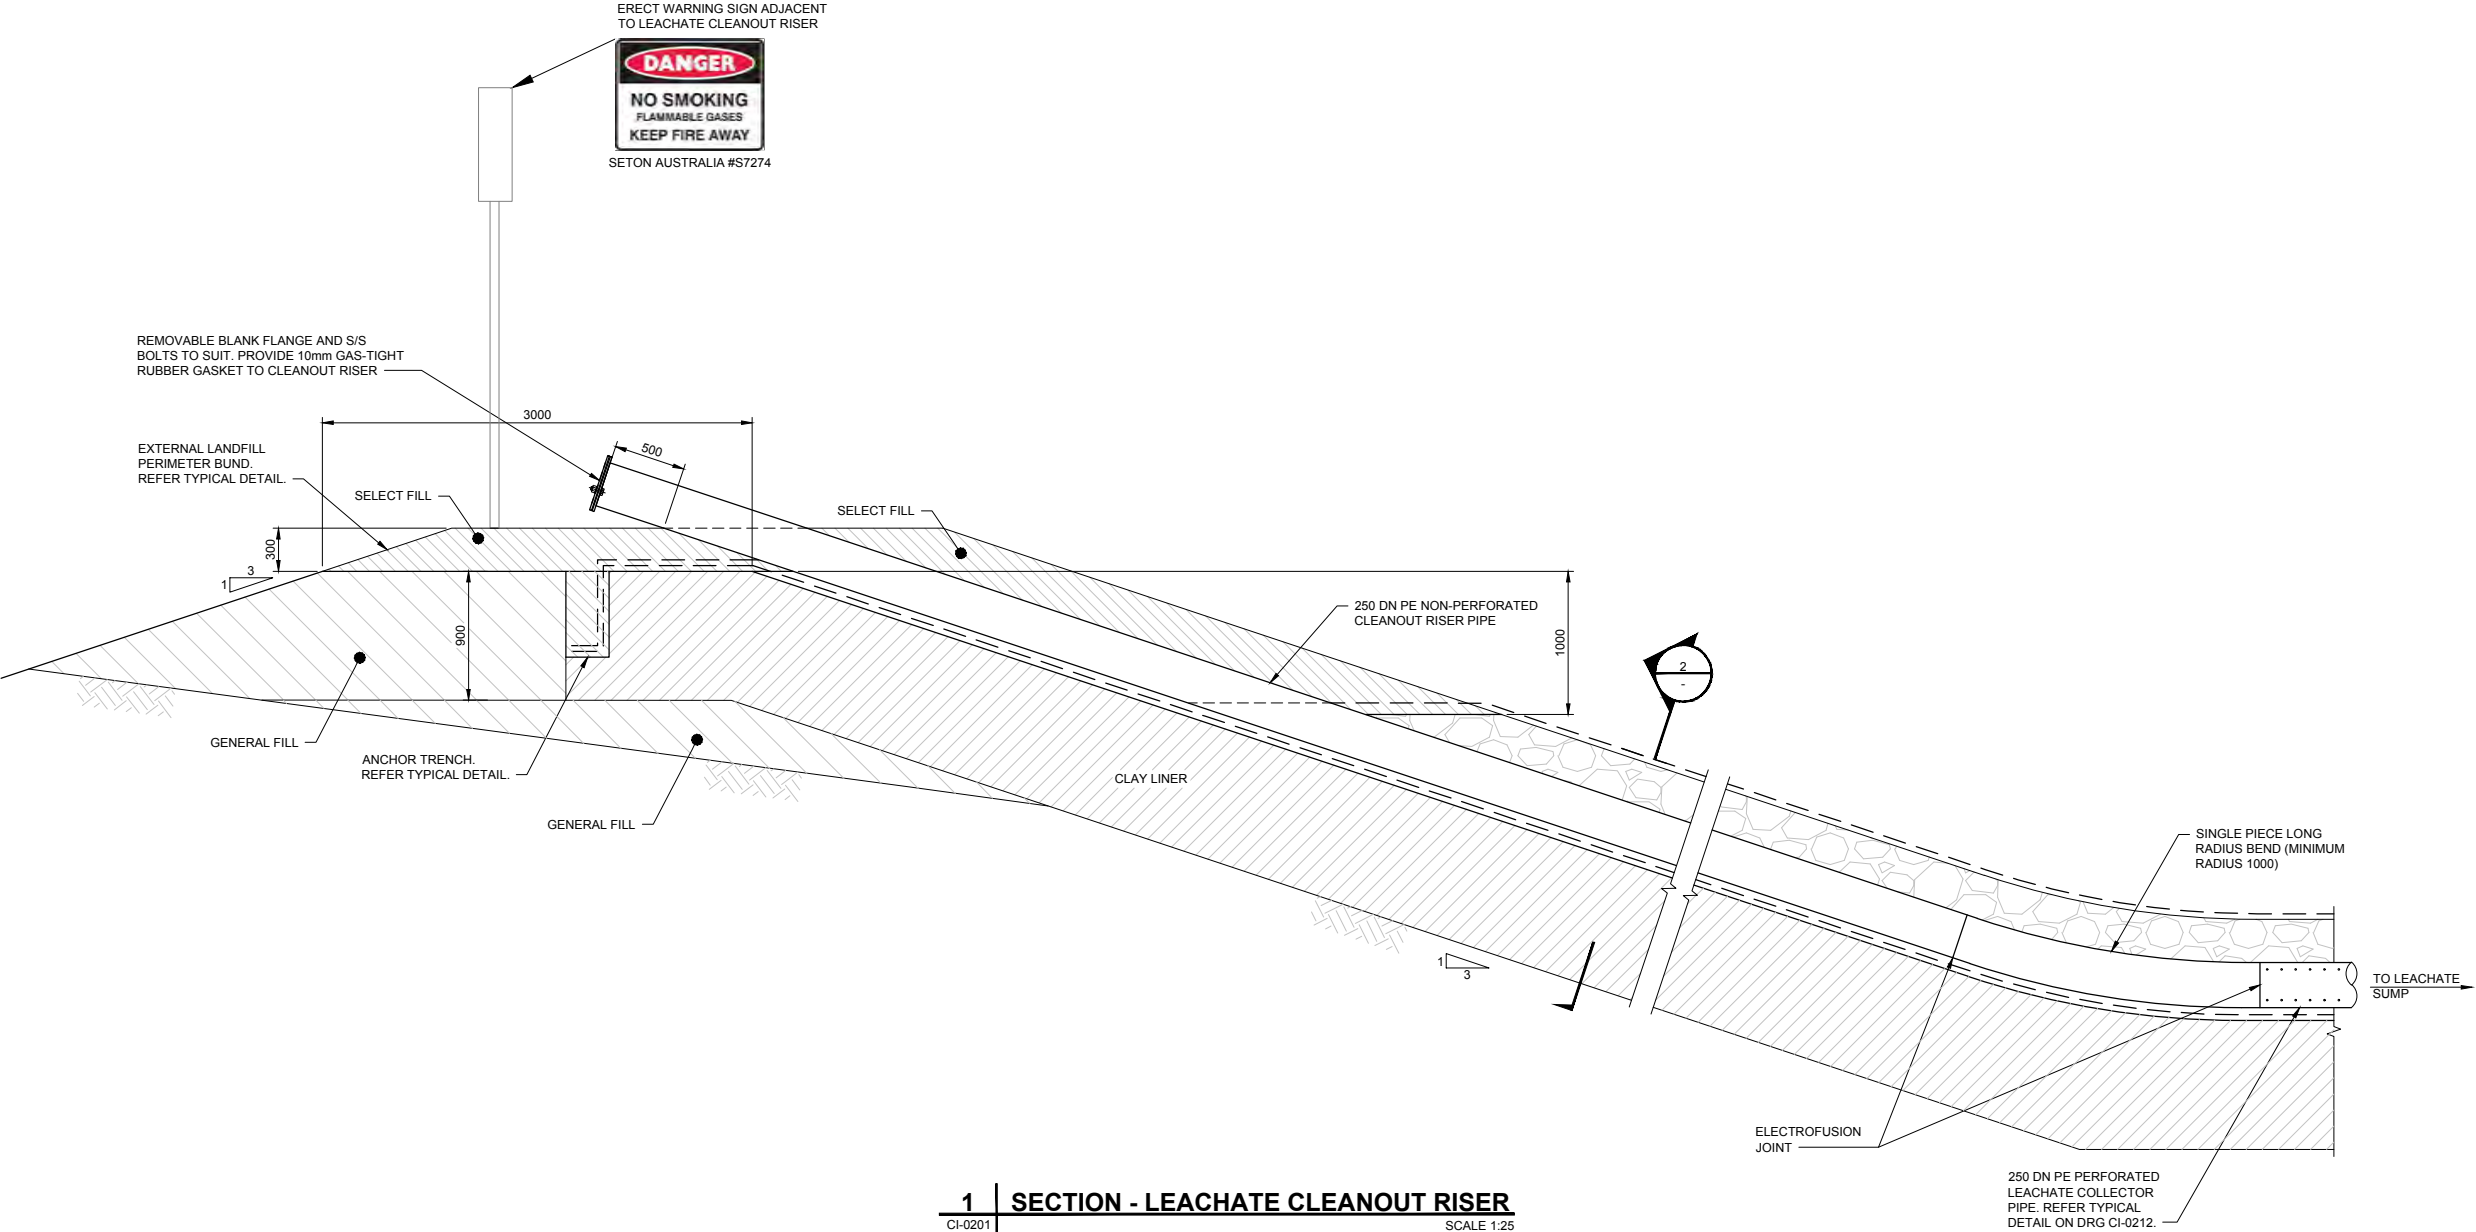 ERECT WARNING SIGN ADJACENT
TO LEACHATE CLEANOUT RISER
DANGER
NO SMOKING
FLAMMABLE GASES
KEEP FIRE AWAY
SETON AUSTRALIA #S7274
REMOVABLE BLANK FLANGE AND S/S
BOLTS TO SUIT. PROVIDE 10mm GAS-TIGHT
RUBBER GASKET TO CLEANOUT RISER
3000
500
EXTERNAL LANDFILL
PERIMETER BUND.
REFER TYPICAL DETAIL.
SELECT FILL
SELECT FILL
300
3
1
900
250 DN PE NON-PERFORATED
CLEANOUT RISER PIPE
1000
2
-
GENERAL FILL
ANCHOR TRENCH.
REFER TYPICAL DETAIL.
CLAY LINER
GENERAL FILL
SINGLE PIECE LONG
RADIUS BEND (MINIMUM
RADIUS 1000)
1
3
TO LEACHATE
SUMP
ELECTROFUSION
JOINT
250 DN PE PERFORATED
LEACHATE COLLECTOR
PIPE. REFER TYPICAL
DETAIL ON DRG CI-0212.
1 SECTION - LEACHATE CLEANOUT RISER
CI-0201 SCALE 1:25